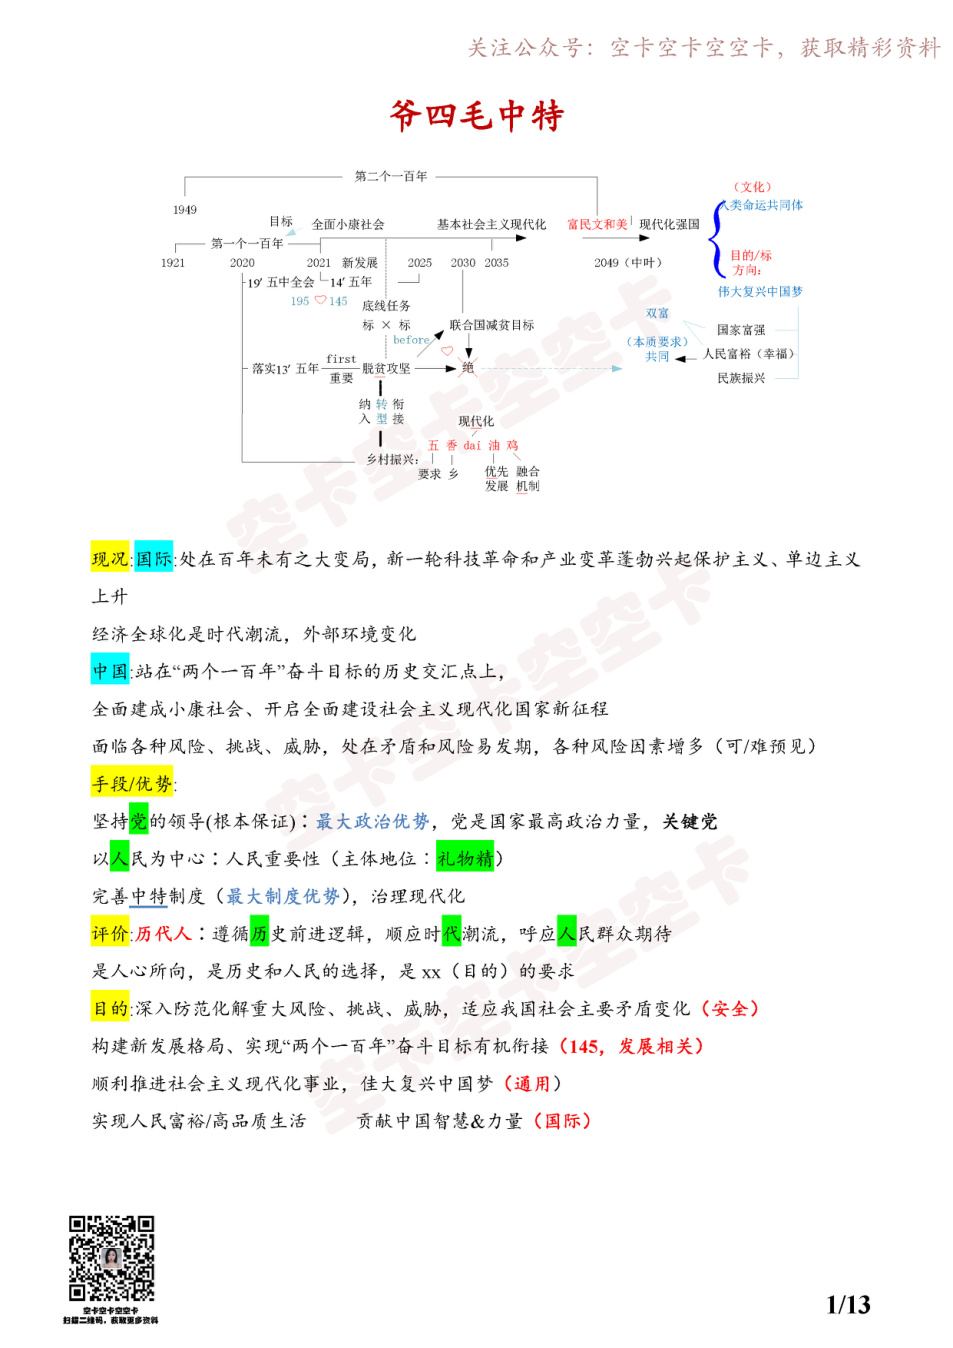 关注公众号：空卡空卡空空卡，获取精彩资料
爷四毛中特
第二个一百年
1949
（文化）
人类命运共同体
目标
全面小康社会
基本社会主义现代化
富民文和美 现代化强国
第一个一百年
目的/标
方向：
1921 2020 2021 新发展 2025 2030 2035 2049（中叶）
19′五中全会 14′五年
195 ♡ 145
伟大复兴中国梦
底线任务
双富
标 × 标
联合国减贫目标
国家富强
before
（本质要求）
共同
人民富裕（幸福）
落实13′五年 first 脱贫攻坚 绝
重要
民族振兴
纳 转 衔
入 型 接
现代化
五 香 dai 油 鸡
乡村振兴：
要求 乡 优先 融合
发展 机制
现况:国际:处在百年未有之大变局，新一轮科技革命和产业变革蓬勃兴起保护主义、单边主义
上升
经济全球化是时代潮流，外部环境变化
中国:站在“两个一百年”奋斗目标的历史交汇点上，
全面建成小康社会、开启全面建设社会主义现代化国家新征程
面临各种风险、挑战、威胁，处在矛盾和风险易发期，各种风险因素增多（可/难预见）
手段/优势:
坚持党的领导(根本保证)：最大政治优势，党是国家最高政治力量，关键党
以人民为中心：人民重要性（主体地位：礼物精）
完善中特制度（最大制度优势），治理现代化
评价:历代人：遵循历史前进逻辑，顺应时代潮流，呼应人民群众期待
是人心所向，是历史和人民的选择，是 xx（目的）的要求
目的:深入防范化解重大风险、挑战、威胁，适应我国社会主要矛盾变化（安全）
构建新发展格局、实现“两个一百年”奋斗目标有机衔接（145，发展相关）
顺利推进社会主义现代化事业，佳大复兴中国梦（通用）
实现人民富裕/高品质生活 贡献中国智慧&力量（国际）
空卡空卡空空卡
扫描二维码，获取更多资料
1/13
空卡空卡空空卡
空卡空卡空空卡
空卡空卡空空卡